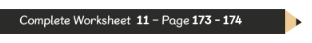 Complete Worksheet 11 – Page 173 – 174